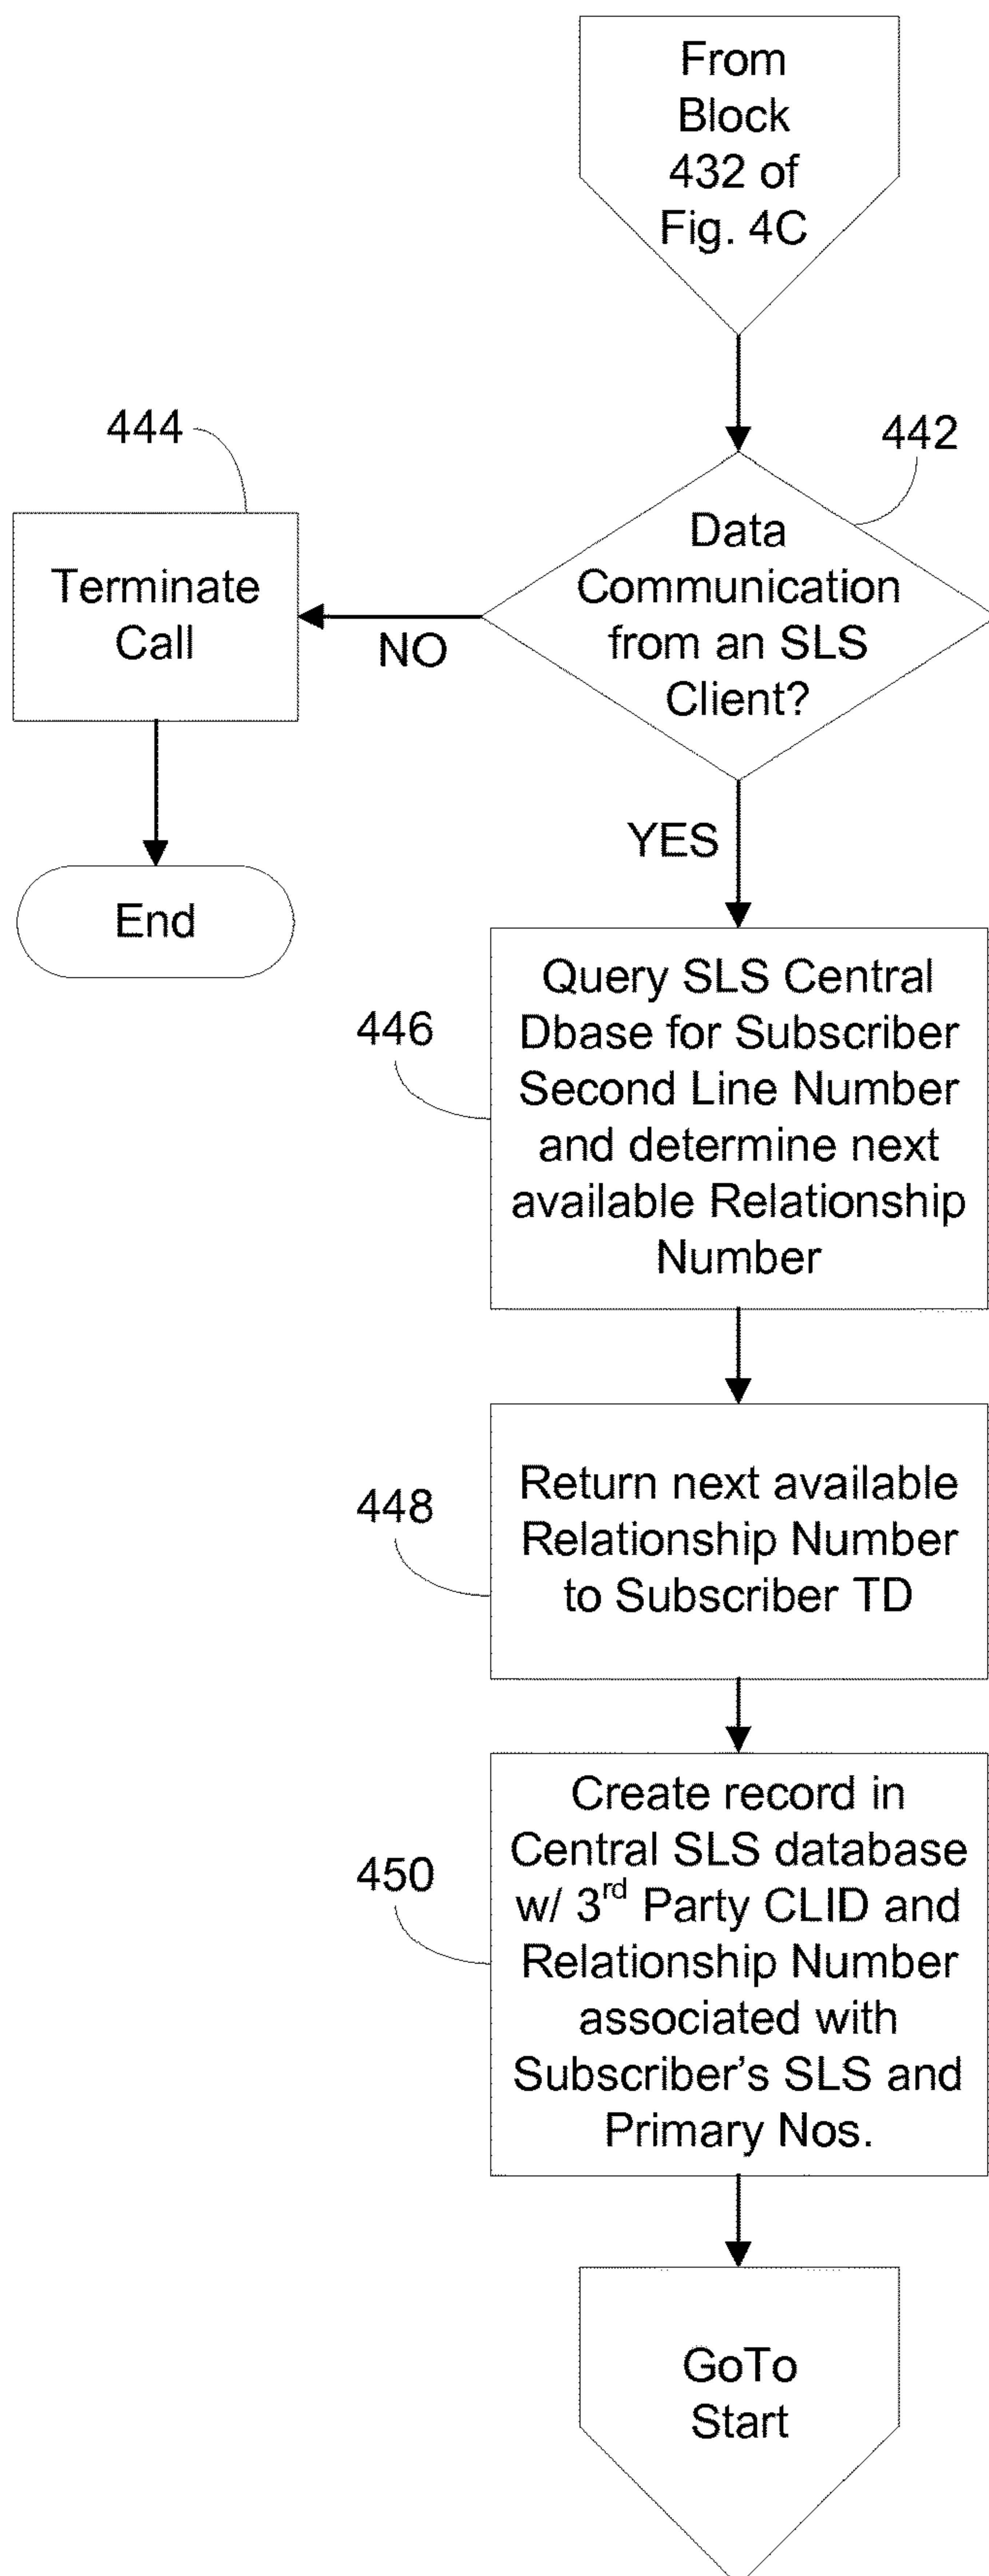 From
Block
432 of
Fig. 4C
444
442
Data
Communication
from an SLS
Client?
Terminate
Call
NO
YES
End
Query SLS Central
Dbase for Subscriber
Second Line Number
and determine next
available Relationship
Number
446
Return next available
Relationship Number
to Subscriber TD
448
Create record in
Central SLS database
w/ 3rd Party CLID and
Relationship Number
associated with
Subscriber's SLS and
Primary Nos.
450
GoTo
Start